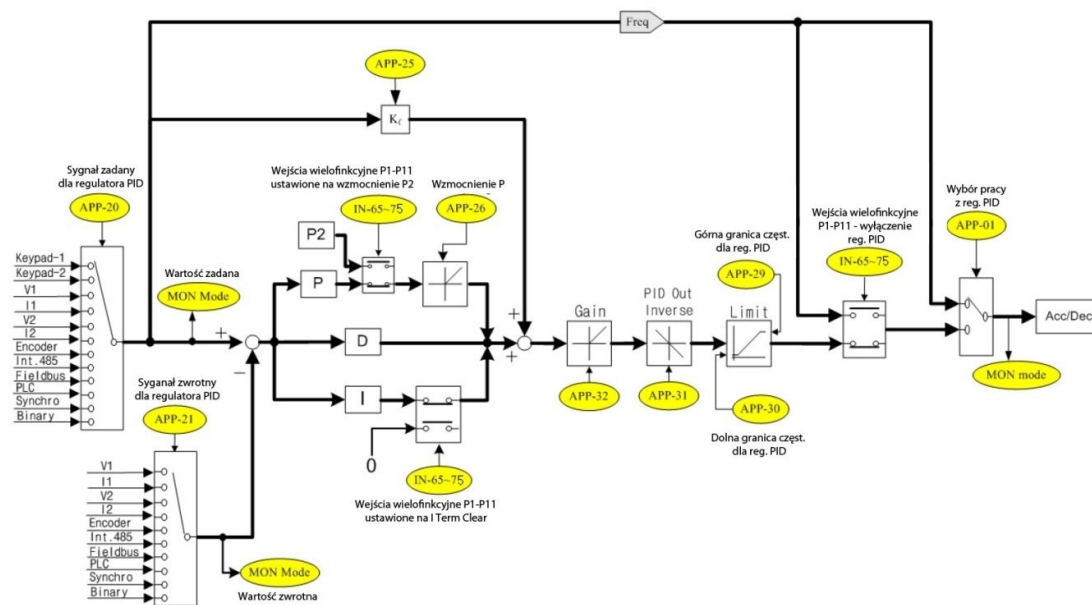 Freq
APP-25
Kf
Sygnał zadany
dla regulatora PID
APP-20
Wejścia wielofinkcyjne P1-P11
ustawione na wzmocnienie P2
IN-65~75
Wzmocnienie P
APP-26
Wybór pracy
z reg. PID
APP-01
Wejścia wielofinkcyjne
P1-P11 - wyłączenie
reg. PID
IN-65~75
Górna granica częst.
dla reg. PID
APP-29
Keypad-1
Keypad-2
V1
I1
V2
I2
Encoder
Int.485
Fieldbus
PLC
Synchro
Binary
Wartość zadana
MON Mode
+
−
P2
P
D
I
0
+
+
Gain
APP-32
PID Out
Inverse
APP-31
Limit
APP-30
Dolna granica częst.
dla reg. PID
Acc/Dec
MON mode
IN-65~75
Wejścia wielofinkcyjne P1-P11
ustawione na I Term Clear
Syganał zwrotny
dla regulatora PID
APP-21
V1
I1
V2
I2
Encoder
Int.485
Fieldbus
PLC
Synchro
Binary
MON Mode
Wartość zwrotna